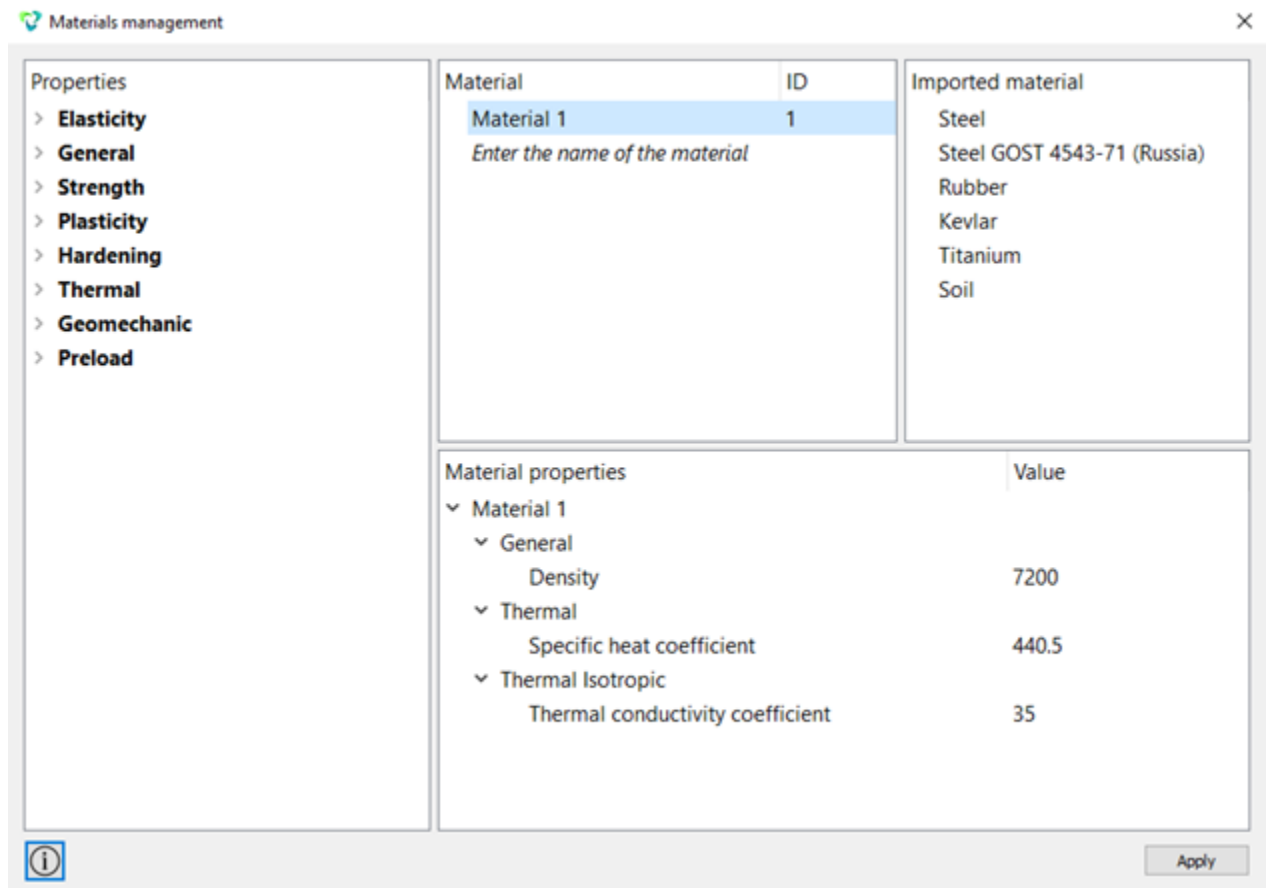 Materials management
Properties
Elasticity
General
Strength
Plasticity
Hardening
Thermal
Geomechanic
Preload
Material ID
Material 1 1
Enter the name of the material
Imported material
Steel
Steel GOST 4543-71 (Russia)
Rubber
Kevlar
Titanium
Soil
Material properties Value
Material 1
General
Density 7200
Thermal
Specific heat coefficient 440.5
Thermal Isotropic
Thermal conductivity coefficient 35
Apply